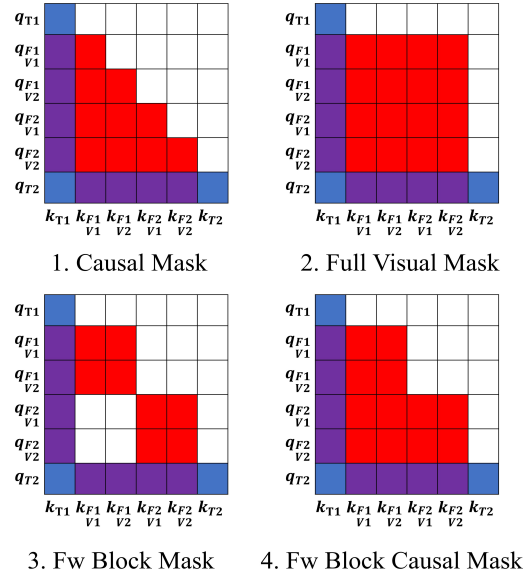 q_T1
q_F1 V1
q_F1 V2
q_F2 V1
q_F2 V2
q_T2
k_T1 k_F1 V1 k_F1 V2 k_F2 V1 k_F2 V2 k_T2
1. Causal Mask
q_T1
q_F1 V1
q_F1 V2
q_F2 V1
q_F2 V2
q_T2
k_T1 k_F1 V1 k_F1 V2 k_F2 V1 k_F2 V2 k_T2
2. Full Visual Mask
q_T1
q_F1 V1
q_F1 V2
q_F2 V1
q_F2 V2
q_T2
k_T1 k_F1 V1 k_F1 V2 k_F2 V1 k_F2 V2 k_T2
3. Fw Block Mask
q_T1
q_F1 V1
q_F1 V2
q_F2 V1
q_F2 V2
q_T2
k_T1 k_F1 V1 k_F1 V2 k_F2 V1 k_F2 V2 k_T2
4. Fw Block Causal Mask